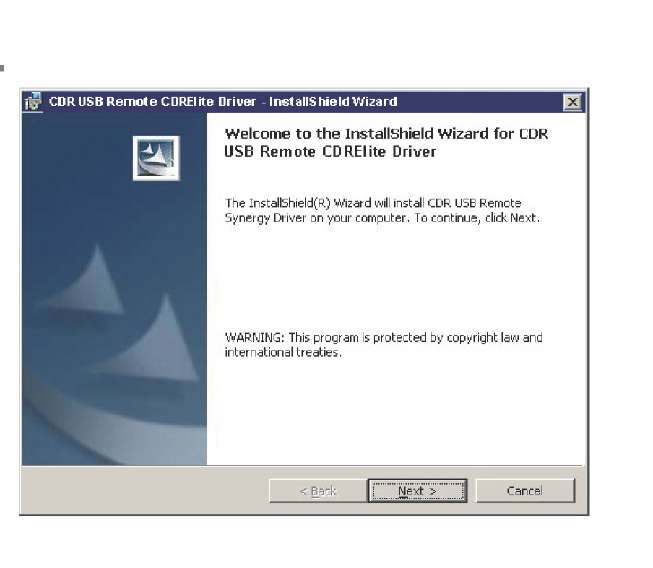 CDR USB Remote CDRElite Driver - InstallShield Wizard
Welcome to the InstallShield Wizard for CDR
USB Remote CDRElite Driver
The InstallShield(R) Wizard will install CDR USB Remote
Synergy Driver on your computer. To continue, click Next.
WARNING: This program is protected by copyright law and
international treaties.
< Back
Next >
Cancel